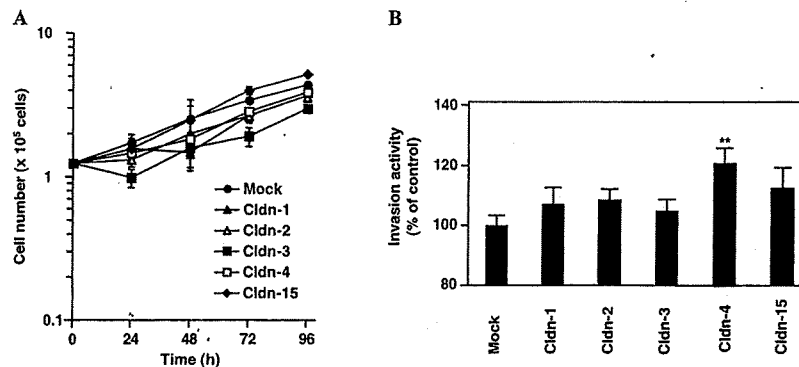 A
Cell number (x 10⁵ cells)
10
1
0.1
0
24
48
72
96
Time (h)
Mock
Cldn-1
Cldn-2
Cldn-3
Cldn-4
Cldn-15
B
Invasion activity
(% of control)
140
120
100
80
**
Mock
Cldn-1
Cldn-2
Cldn-3
Cldn-4
Cldn-15